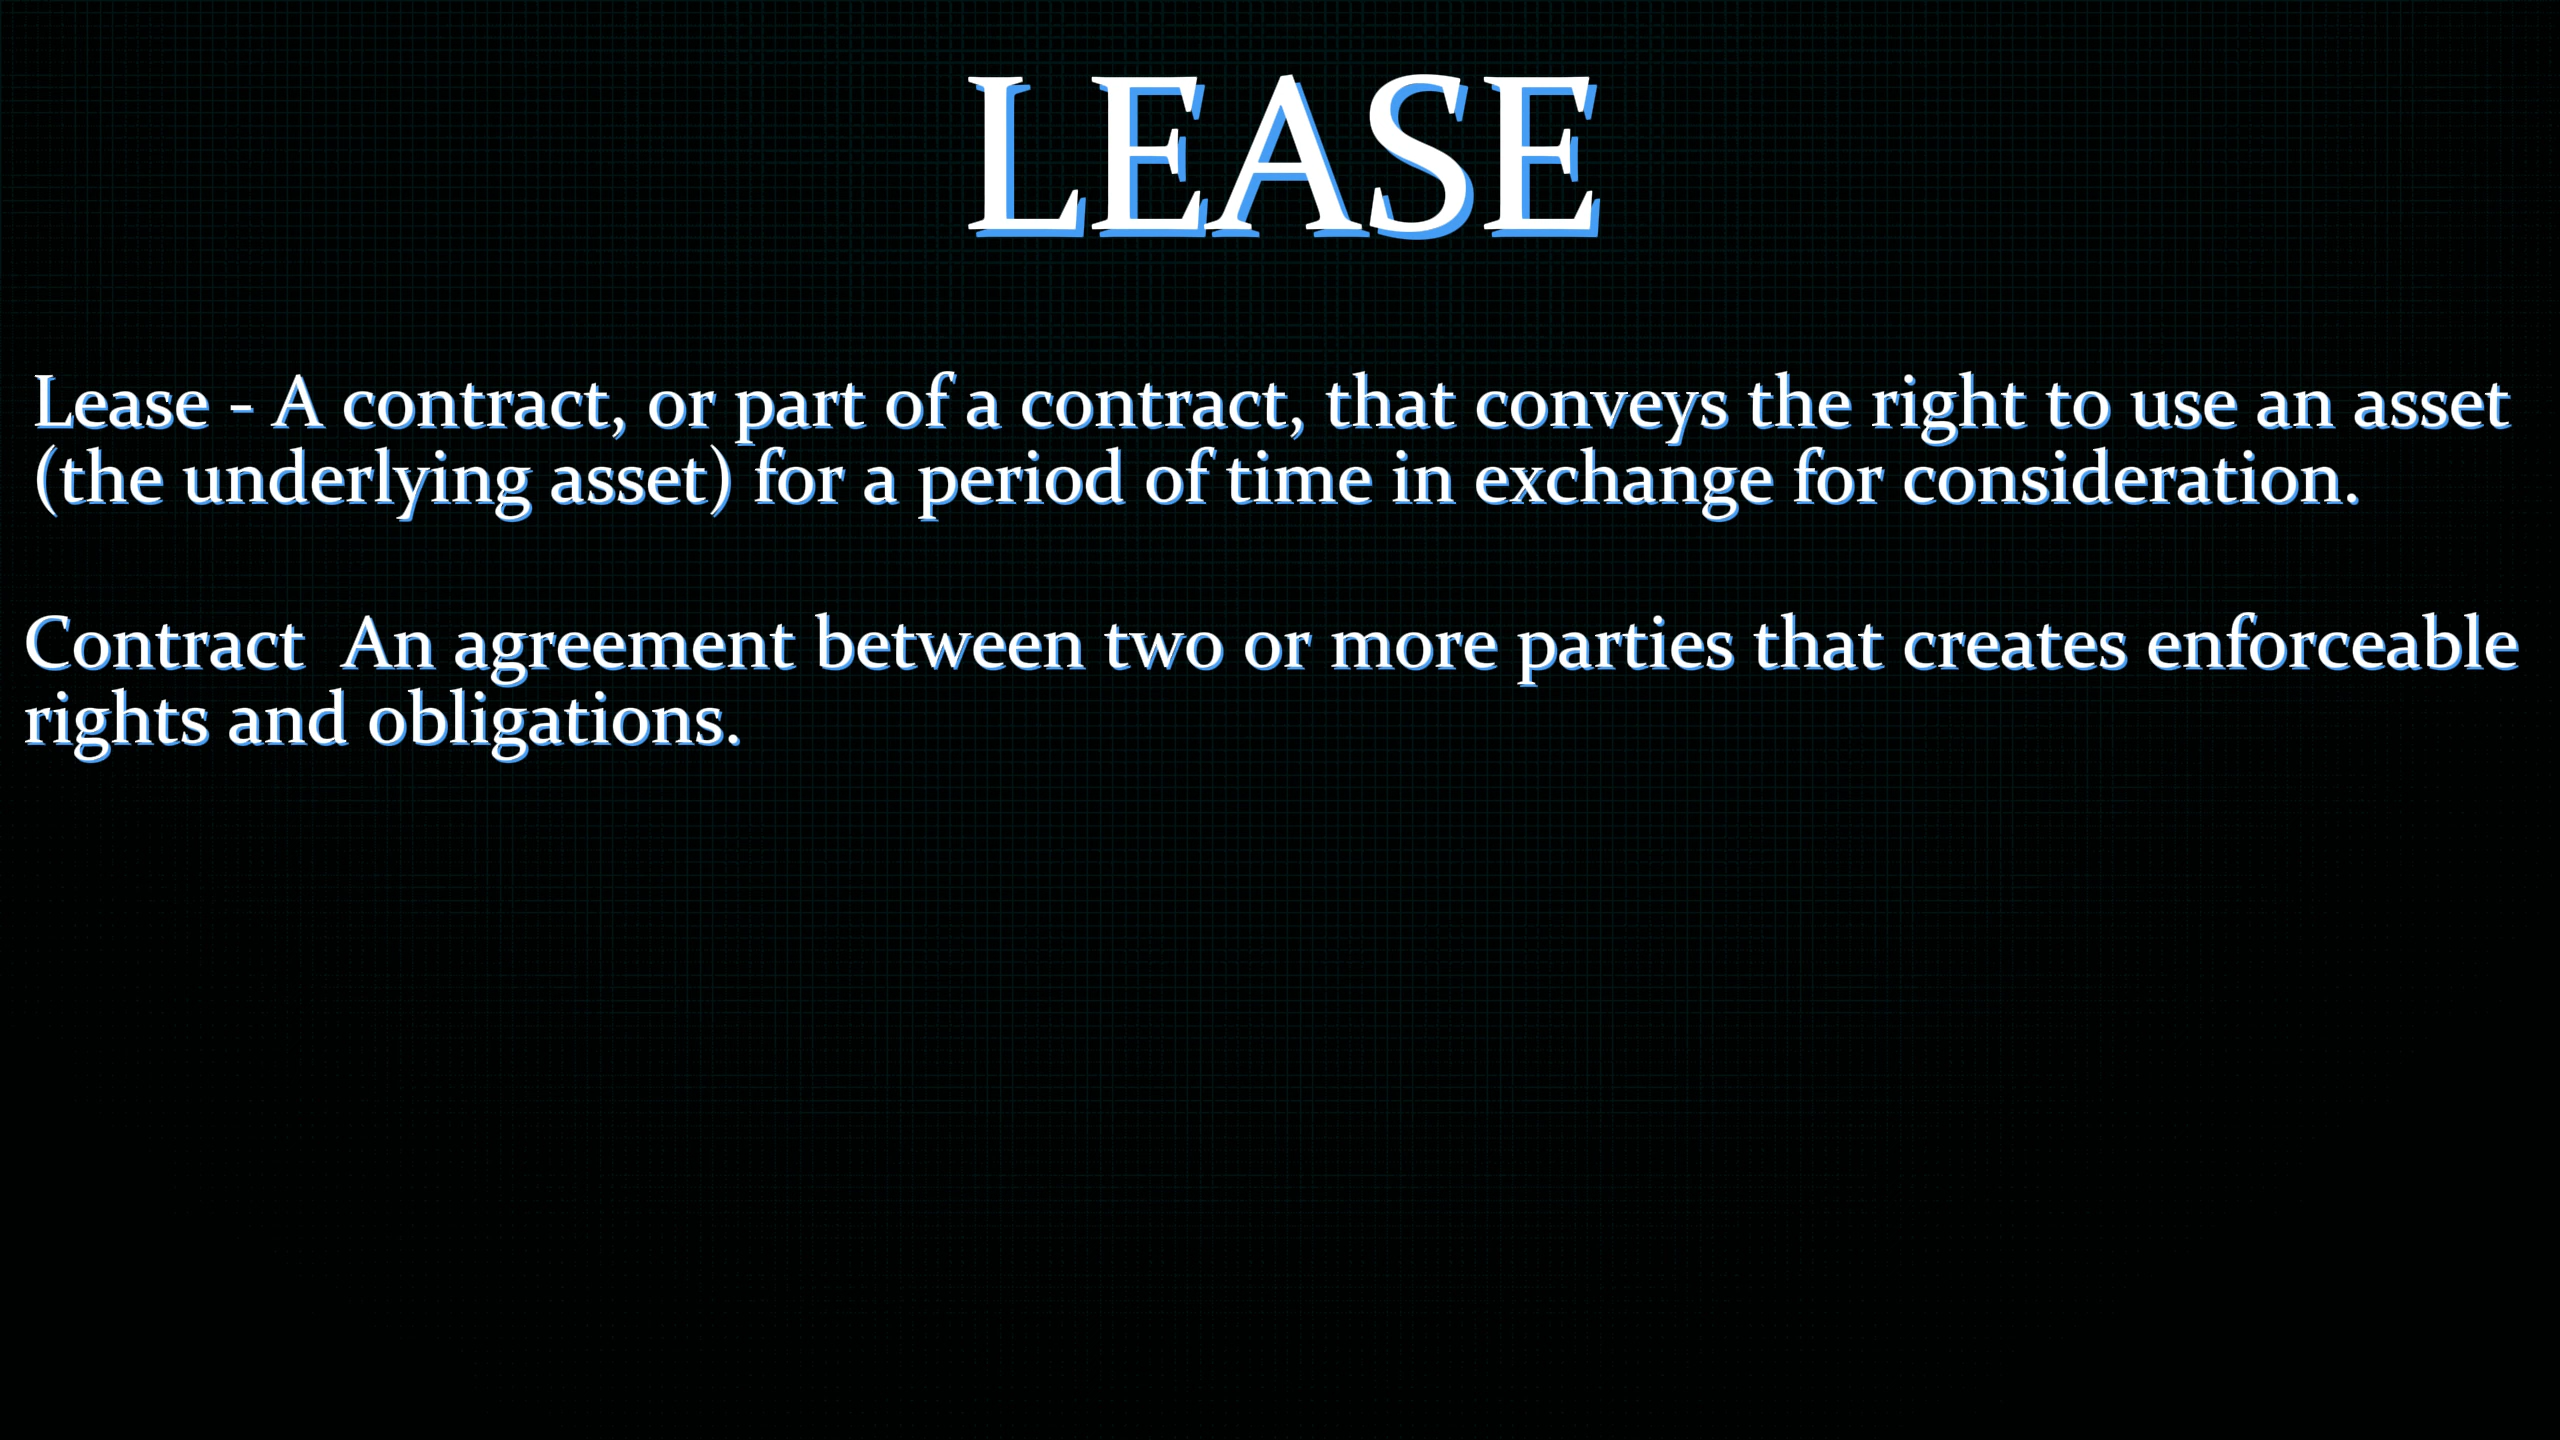 LEASE
Lease - A contract, or part of a contract, that conveys the right to use an asset
(the underlying asset) for a period of time in exchange for consideration.
Contract  An agreement between two or more parties that creates enforceable
rights and obligations.